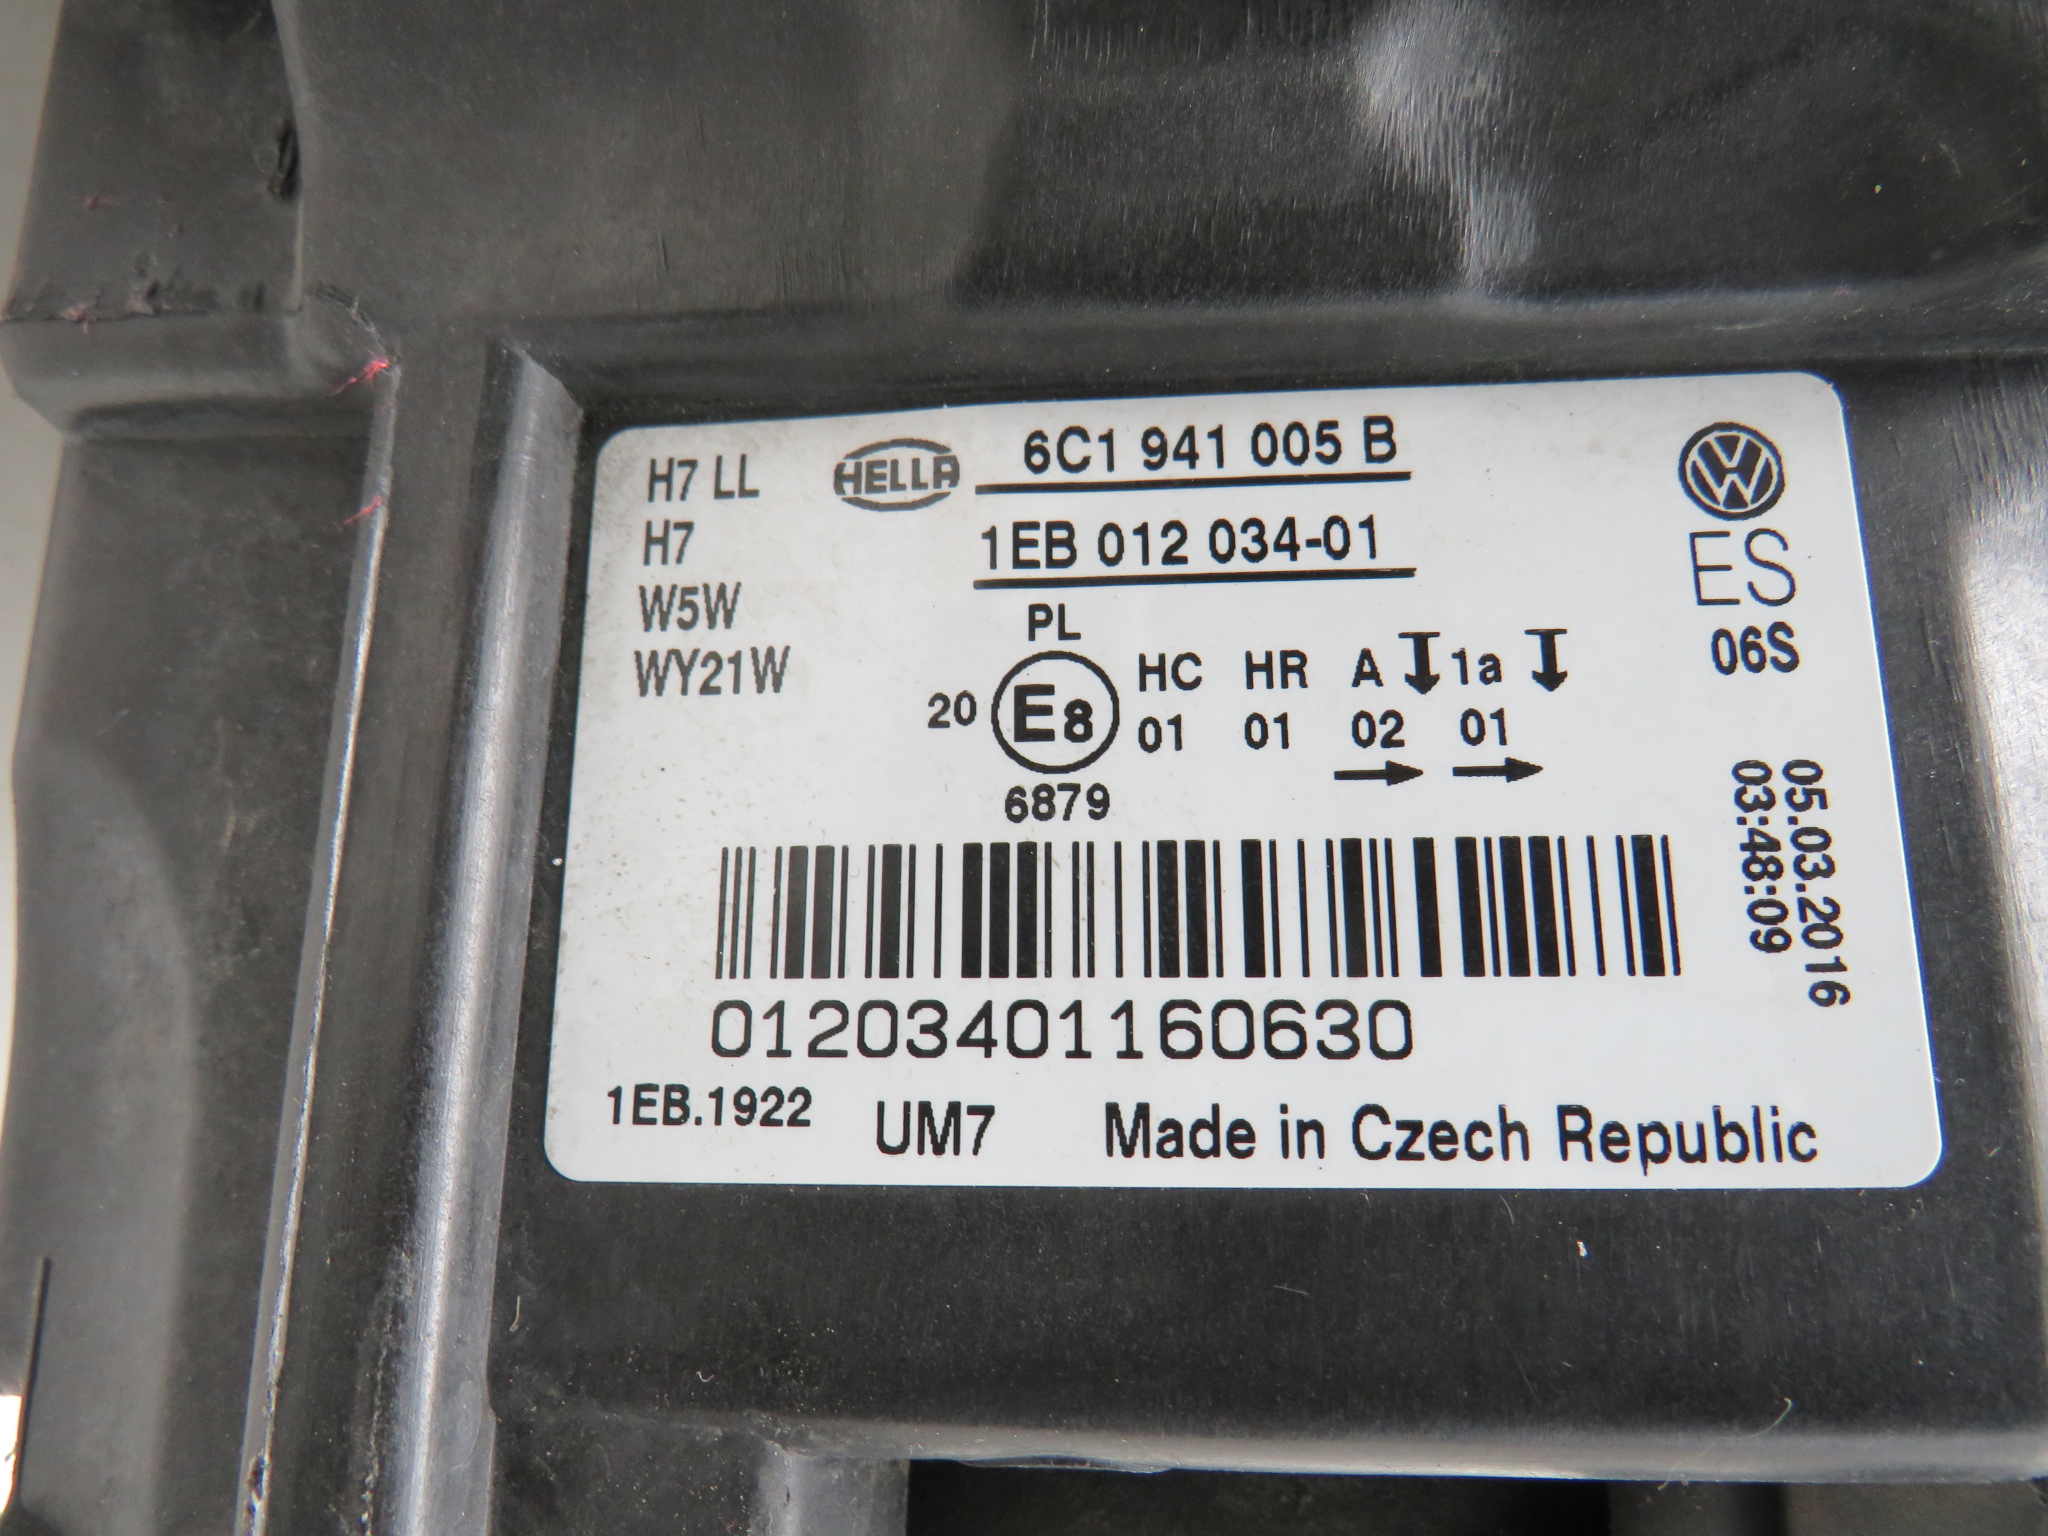 H7 LL
H7
W5W
WY21W
HELLA
6C1 941 005 B
1EB 012 034-01
PL
20 E8
6879
HC HR A 1a
01 01 02 01
VW
ES
06S
05.03.2016
03:48:09
01203401160630
1EB.1922 UM7 Made in Czech Republic